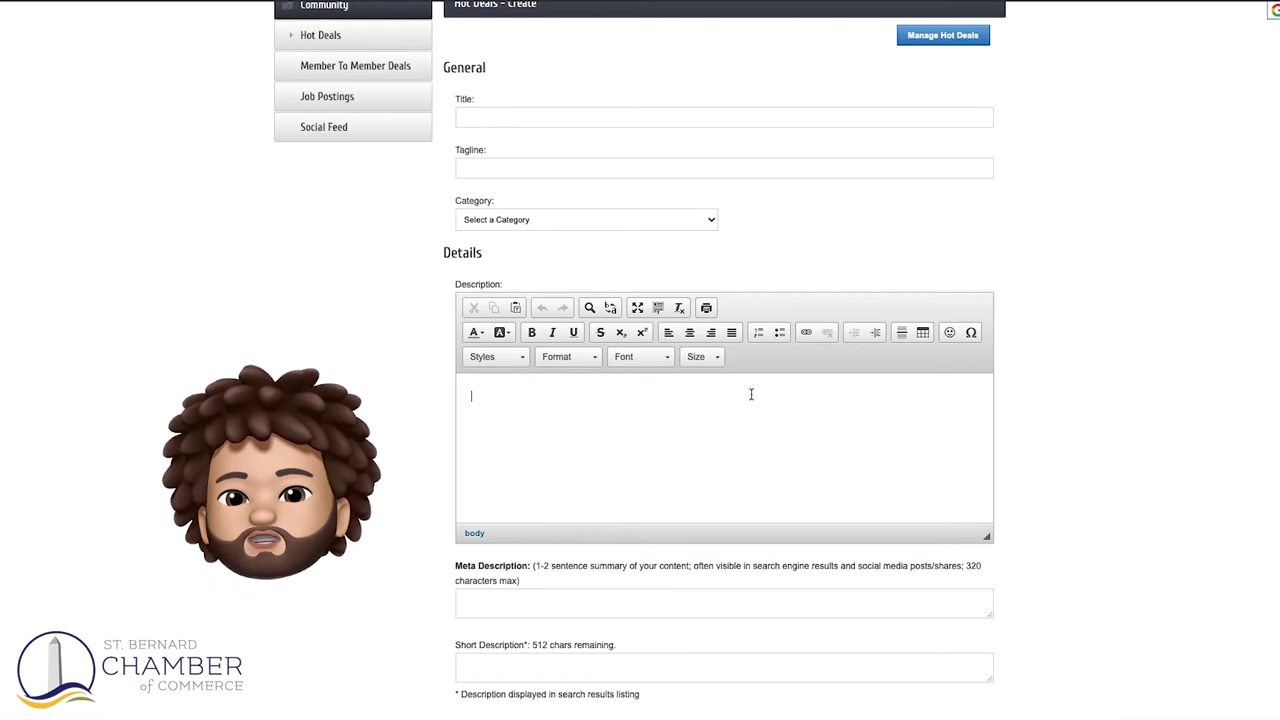 Community
Hot Deals
Member To Member Deals
Job Postings
Social Feed
Hot Deals - Create
Manage Hot Deals
General
Title:
Tagline:
Category:
Select a Category
Details
Description:
A A B I U S x₂ x²
Styles Format Font Size
body
Meta Description: (1-2 sentence summary of your content; often visible in search engine results and social media posts/shares; 320
characters max)
Short Description*: 512 chars remaining.
* Description displayed in search results listing
ST. BERNARD
CHAMBER
of COMMERCE